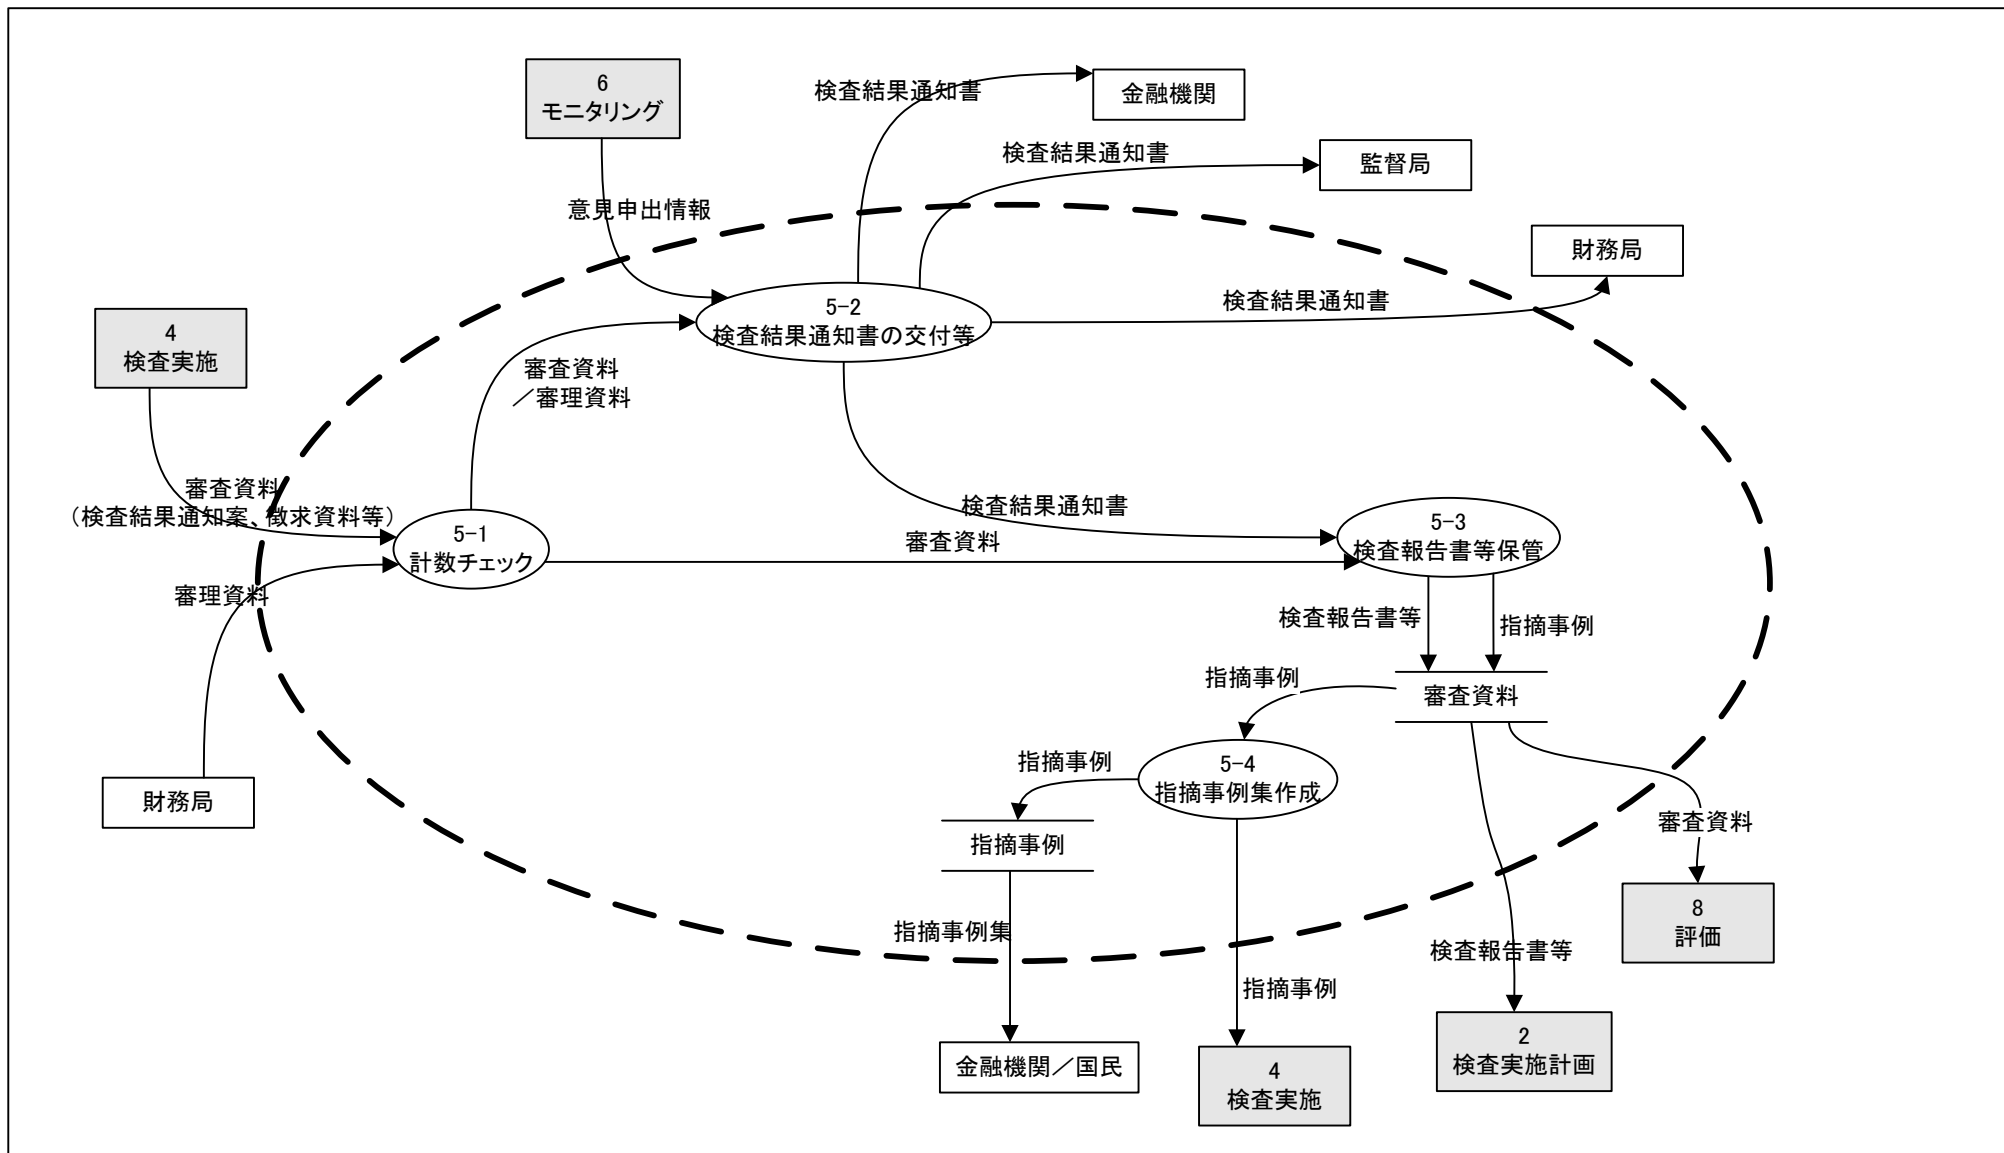 6
モニタリング
検査結果通知書
金融機関
検査結果通知書
監督局
意見申出情報
財務局
検査結果通知書
4
検査実施
5-2
検査結果通知書の交付等
審査資料
／審理資料
審査資料
(検査結果通知案、徴求資料等)
検査結果通知書
5-1
計数チェック
審査資料
5-3
検査報告書等保管
審理資料
検査報告書等
指摘事例
指摘事例
審査資料
財務局
指摘事例
5-4
指摘事例集作成
指摘事例
審査資料
指摘事例集
8
評価
検査報告書等
指摘事例
金融機関／国民
4
検査実施
2
検査実施計画